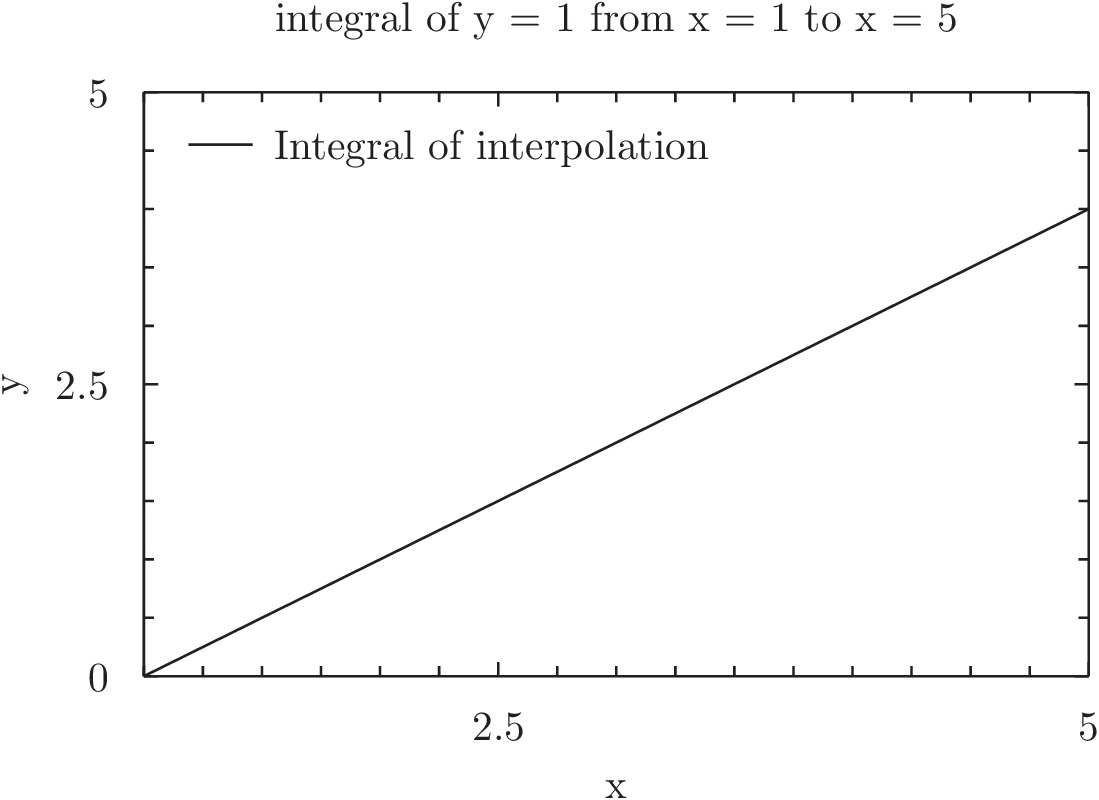 integral of y = 1 from x = 1 to x = 5
5
Integral of interpolation
2.5
y
0
2.5
5
x